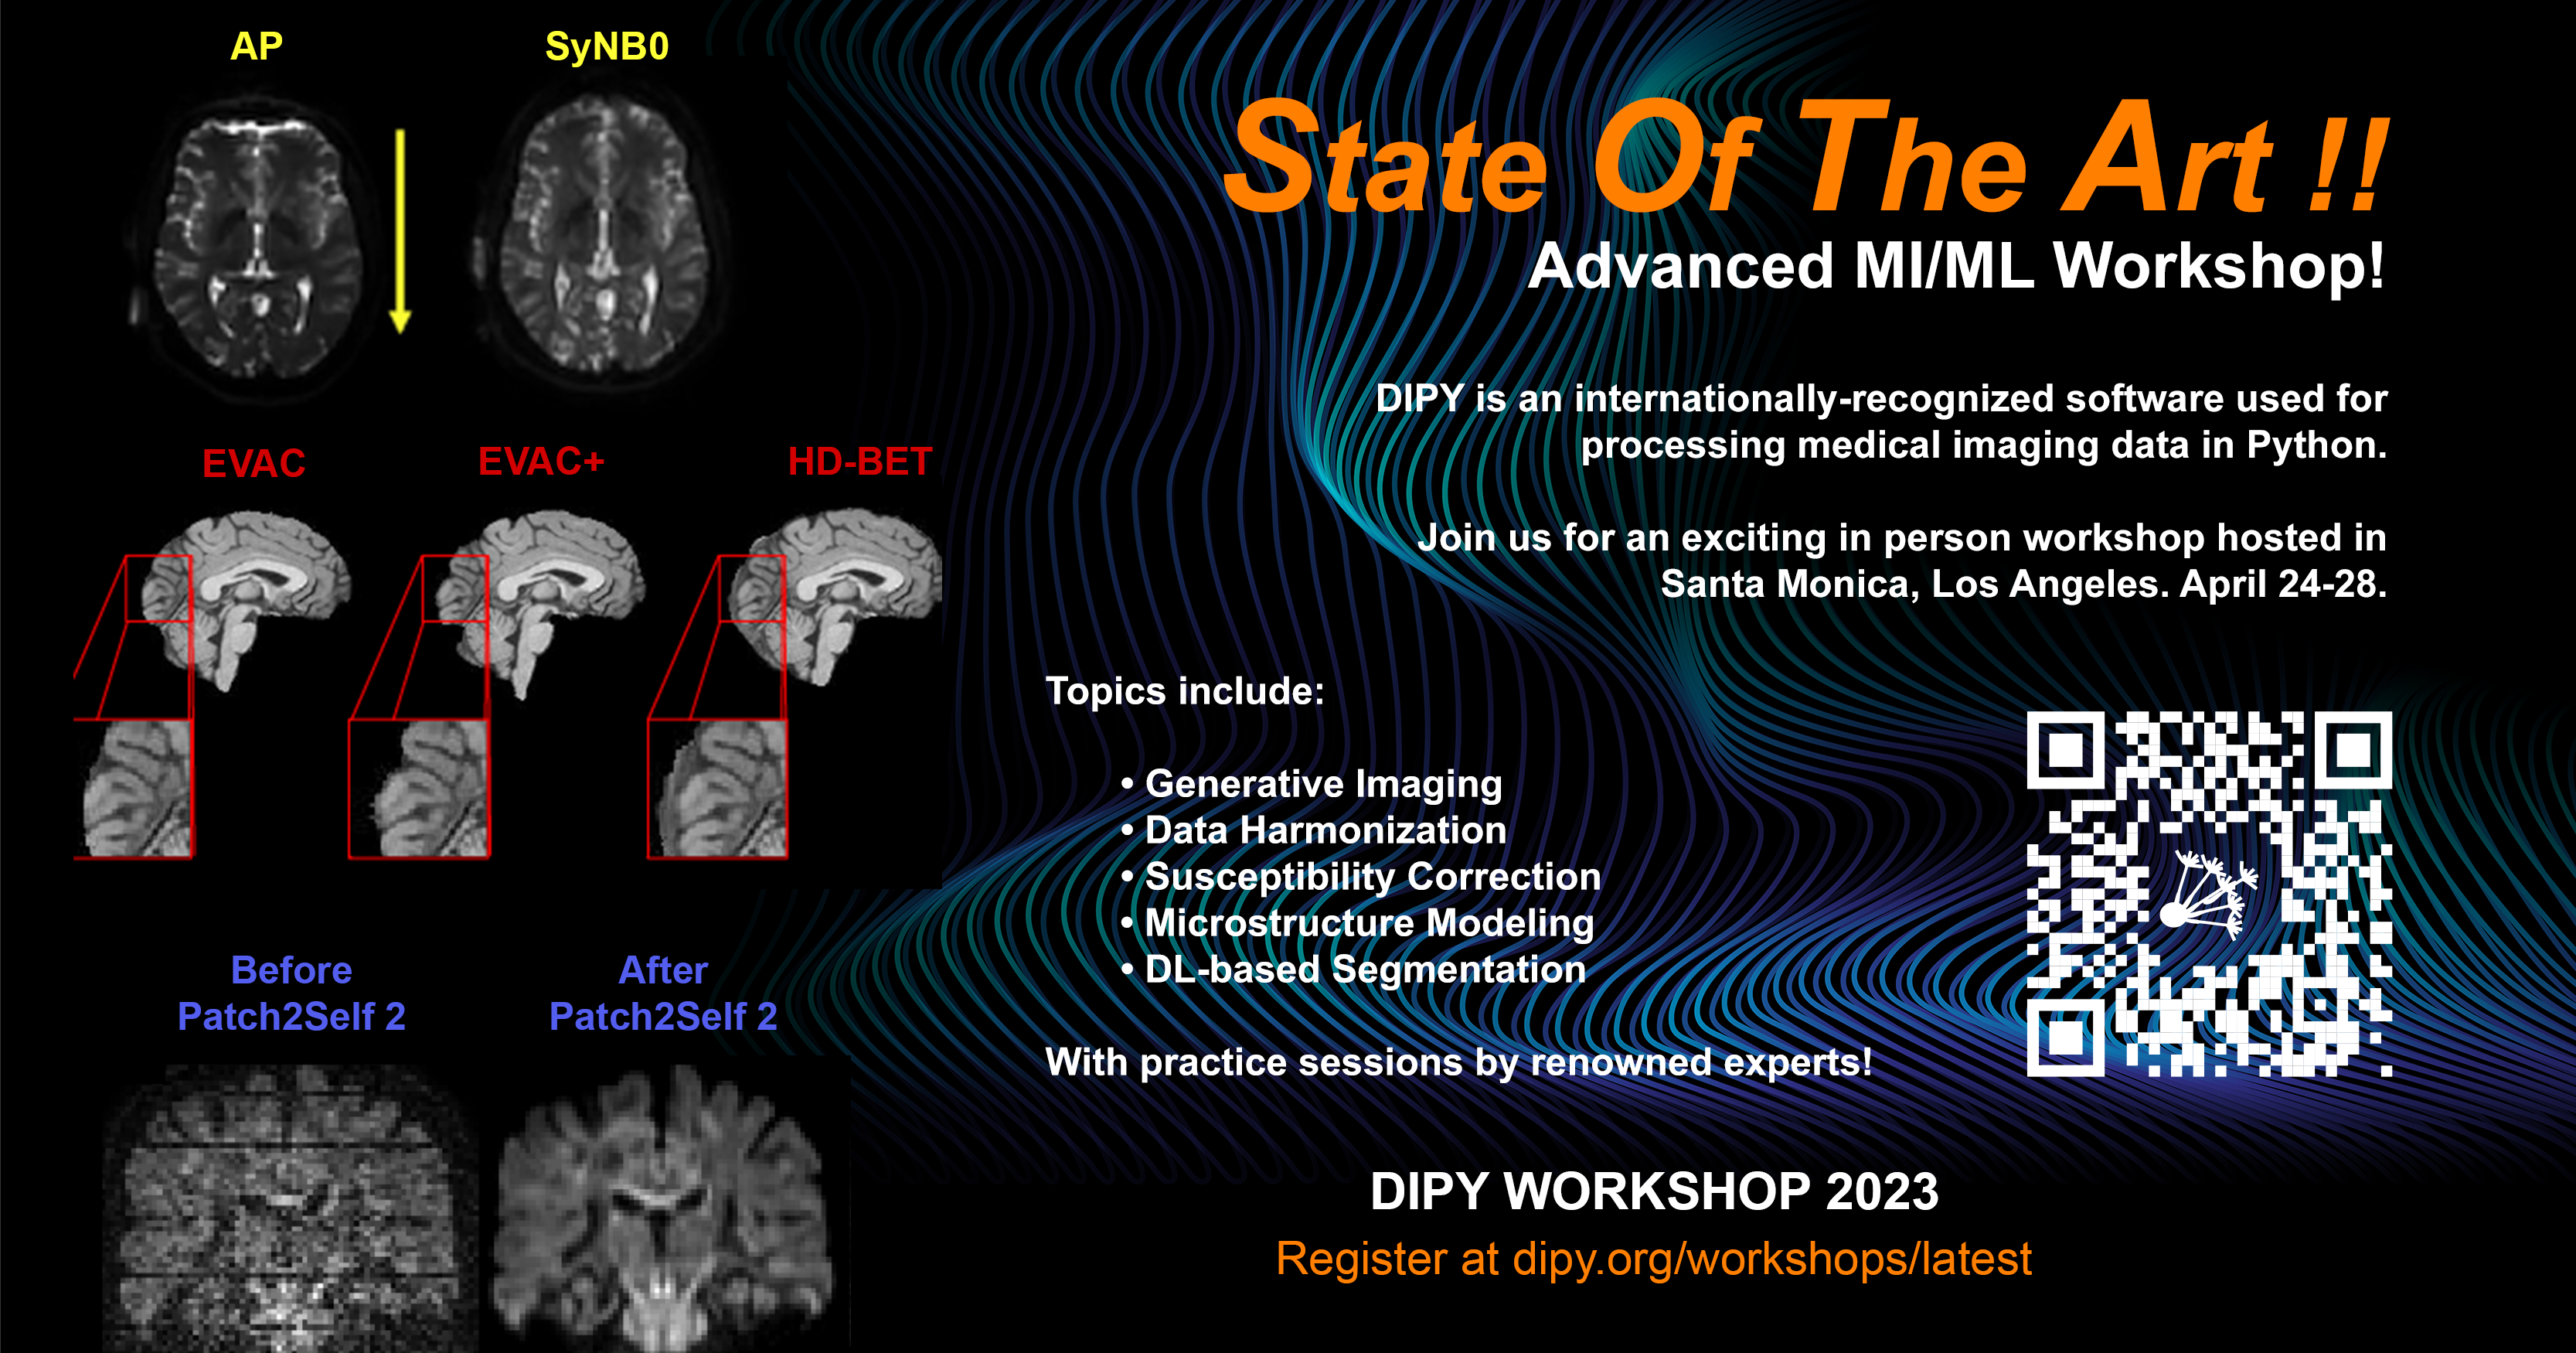 AP
SyNB0
EVAC
EVAC+
HD-BET
Before
Patch2Self 2
After
Patch2Self 2
State Of The Art !!
Advanced MI/ML Workshop!
DIPY is an internationally-recognized software used for
processing medical imaging data in Python.
Join us for an exciting in person workshop hosted in
Santa Monica, Los Angeles. April 24-28.
Topics include:
• Generative Imaging
• Data Harmonization
• Susceptibility Correction
• Microstructure Modeling
• DL-based Segmentation
With practice sessions by renowned experts!
DIPY WORKSHOP 2023
Register at dipy.org/workshops/latest